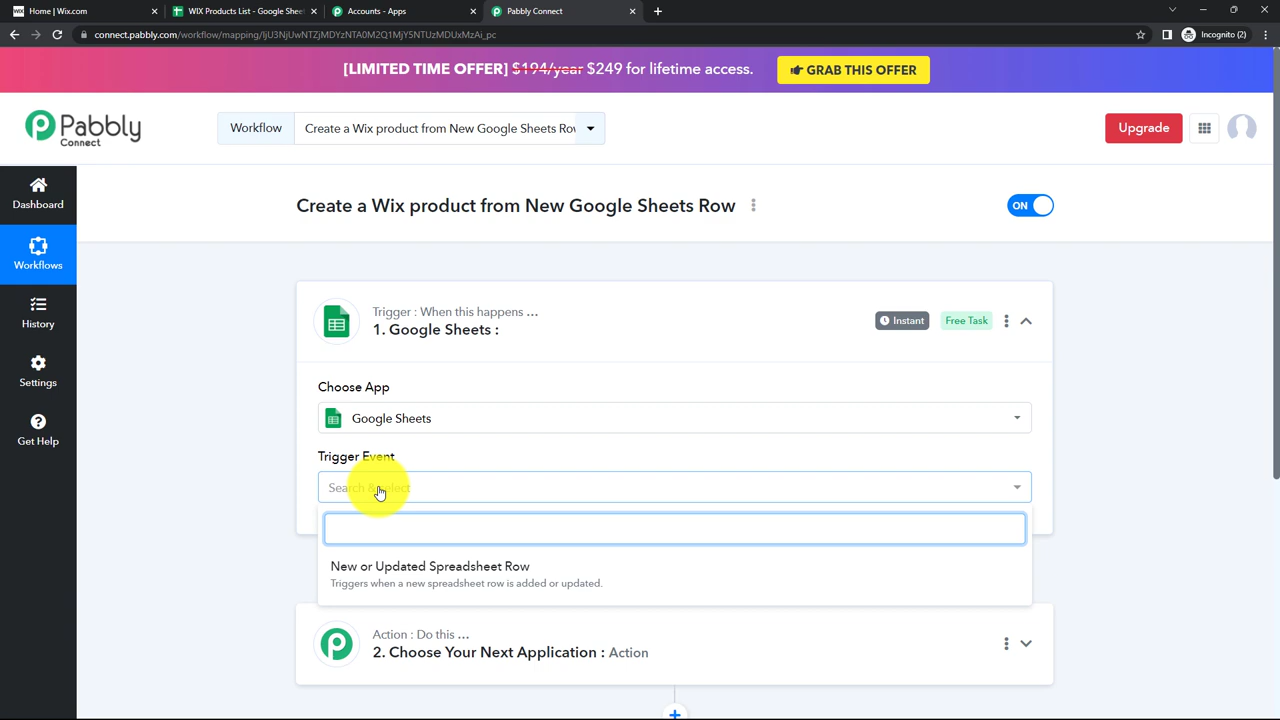 Home | Wix.com
WIX Products List - Google Shee
Accounts - Apps
Pabbly Connect
connect.pabbly.com/workflow/mapping/IjU3NjUwNTZjMDYzNTA0M2Q1MjY5NTUzMDUxMzAi_pc
Incognito (2)
[LIMITED TIME OFFER] $194/year $249 for lifetime access.
GRAB THIS OFFER
Pabbly
Connect
Workflow
Create a Wix product from New Google Sheets Ro
Upgrade
Dashboard
Workflows
History
Settings
Get Help
Create a Wix product from New Google Sheets Row
ON
Trigger : When this happens ...
1. Google Sheets :
Instant
Free Task
Choose App
Google Sheets
Trigger Event
Search & select
New or Updated Spreadsheet Row
Triggers when a new spreadsheet row is added or updated.
Action : Do this ...
2. Choose Your Next Application : Action